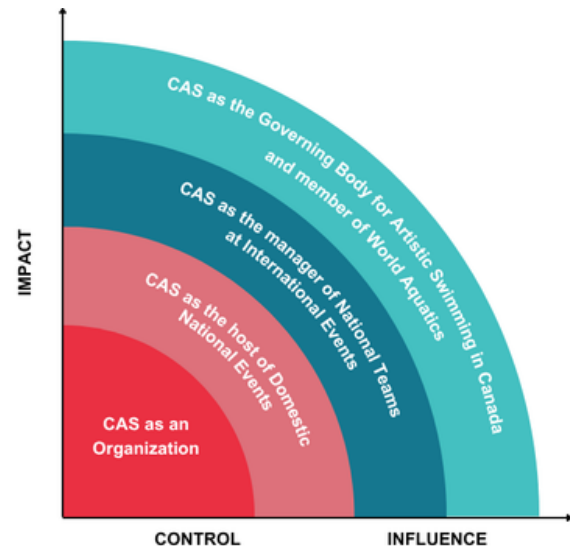 CAS as the Governing Body for Artistic Swimming in Canada
and member of World Aquatics
CAS as the manager of National Teams
at International Events
CAS as the host of Domestic
National Events
CAS as an
Organization
IMPACT
CONTROL
INFLUENCE